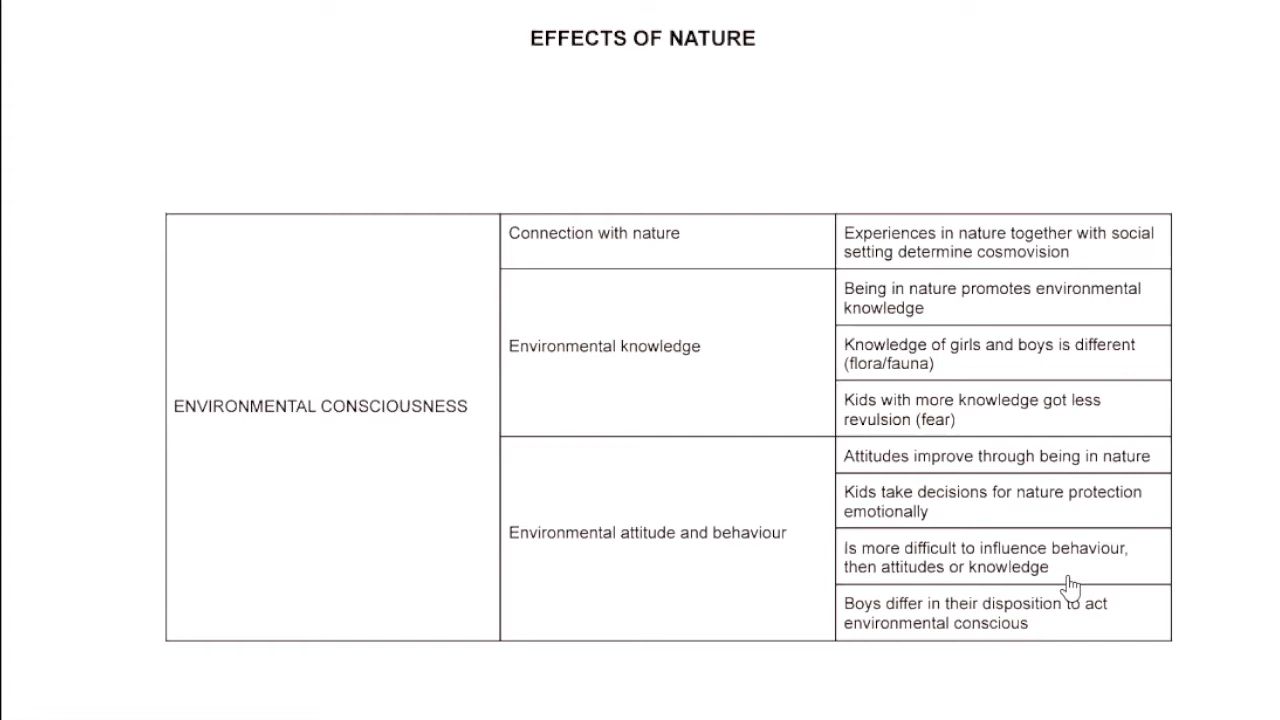 EFFECTS OF NATURE
ENVIRONMENTAL CONSCIOUSNESS
Connection with nature
Experiences in nature together with social
setting determine cosmovision
Environmental knowledge
Being in nature promotes environmental
knowledge
Knowledge of girls and boys is different
(flora/fauna)
Kids with more knowledge got less
revulsion (fear)
Environmental attitude and behaviour
Attitudes improve through being in nature
Kids take decisions for nature protection
emotionally
Is more difficult to influence behaviour,
then attitudes or knowledge
Boys differ in their disposition to act
environmental conscious